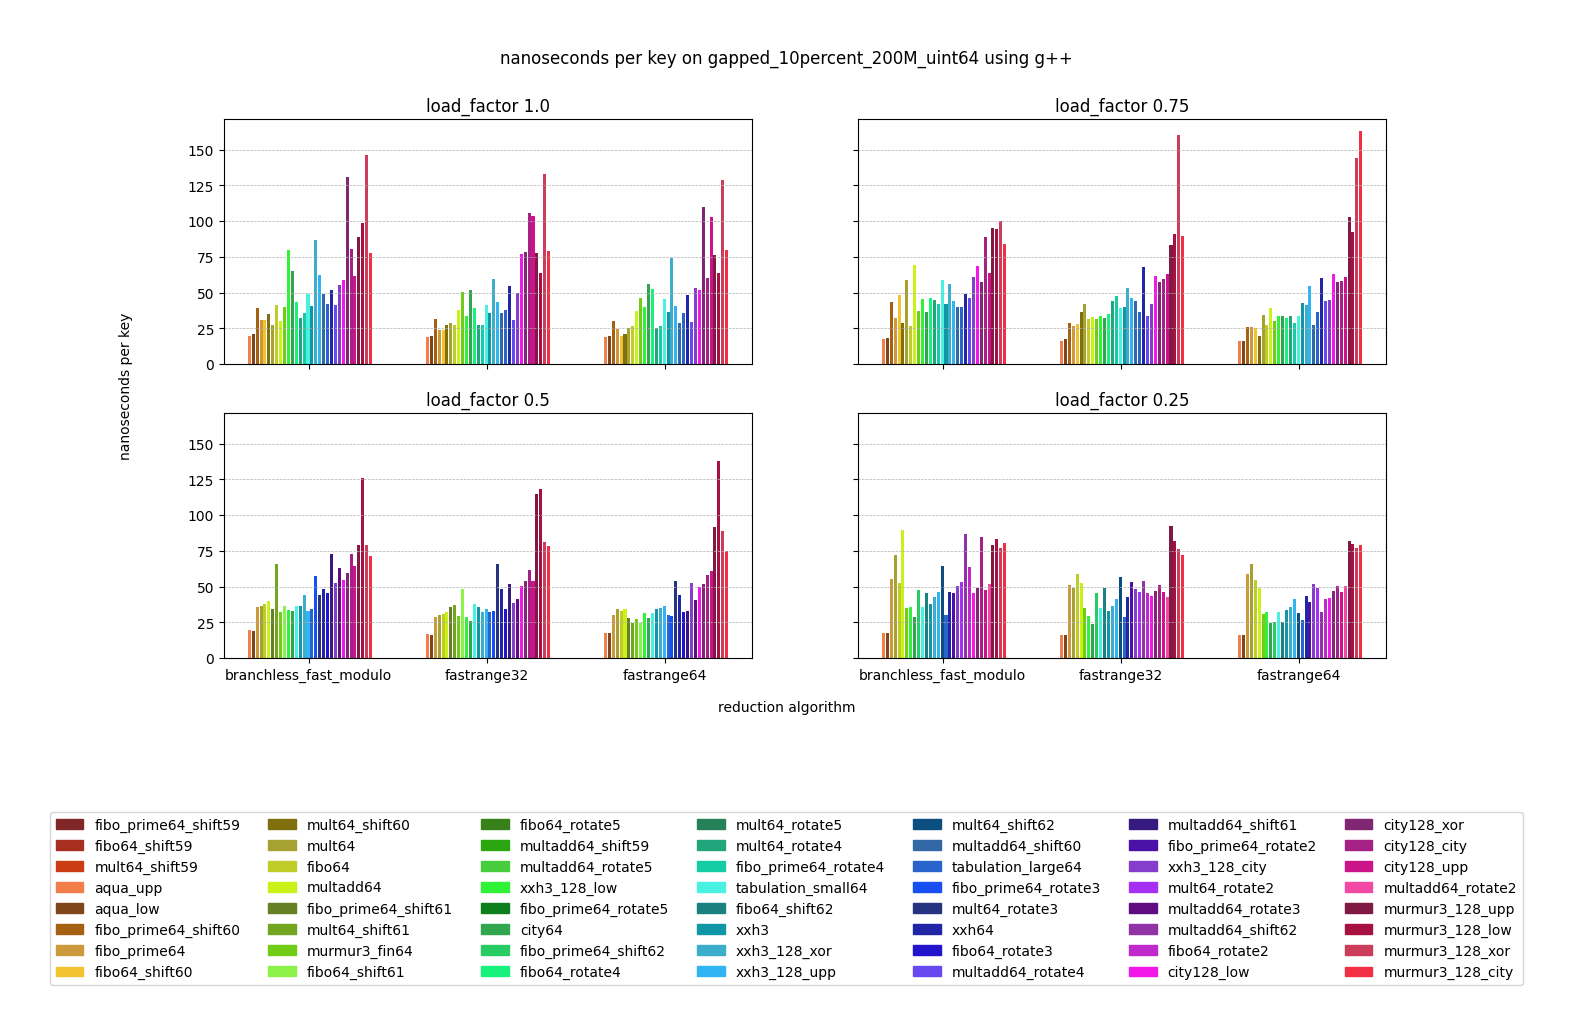 nanoseconds per key on gapped_10percent_200M_uint64 using g++
load_factor 1.0
load_factor 0.75
150
125
100
75
50
25
0
nanoseconds per key
load_factor 0.5
load_factor 0.25
150
125
100
75
50
25
0
branchless_fast_modulo fastrange32 fastrange64
branchless_fast_modulo fastrange32 fastrange64
reduction algorithm
fibo_prime64_shift59 mult64_shift60 fibo64_rotate5 mult64_rotate5 mult64_shift62 multadd64_shift61 city128_xor
fibo64_shift59 mult64 multadd64_shift59 mult64_rotate4 multadd64_shift60 fibo_prime64_rotate2 city128_city
mult64_shift59 fibo64 multadd64_rotate5 fibo_prime64_rotate4 tabulation_large64 xxh3_128_city city128_upp
aqua_upp multadd64 xxh3_128_low tabulation_small64 fibo_prime64_rotate3 mult64_rotate2 multadd64_rotate2
aqua_low fibo_prime64_shift61 fibo_prime64_rotate5 fibo64_shift62 mult64_rotate3 multadd64_rotate3 murmur3_128_upp
fibo_prime64_shift60 mult64_shift61 city64 xxh3 xxh64 multadd64_shift62 murmur3_128_low
fibo_prime64 murmur3_fin64 fibo_prime64_shift62 xxh3_128_xor fibo64_rotate3 fibo64_rotate2 murmur3_128_xor
fibo64_shift60 fibo64_shift61 fibo64_rotate4 xxh3_128_upp multadd64_rotate4 city128_low murmur3_128_city